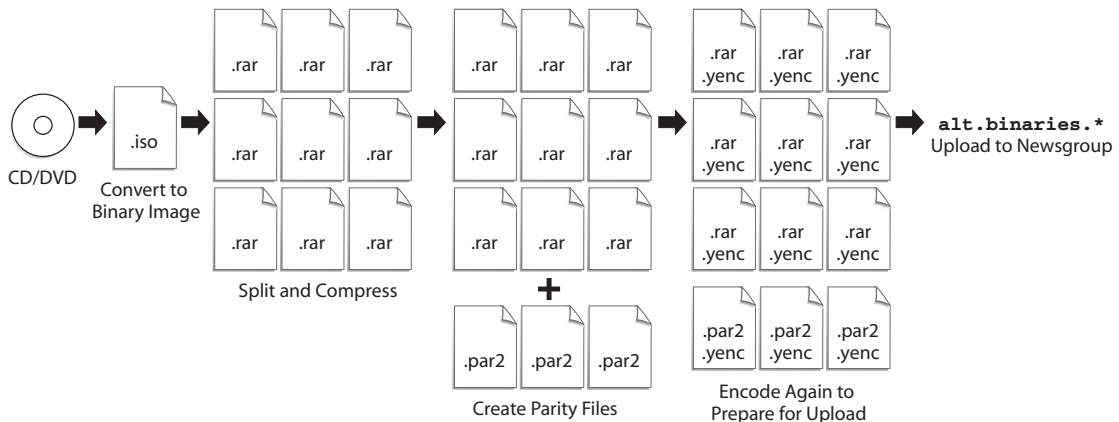 .rar .rar .rar .rar .rar .rar .rar .rar .rar
.yenc .yenc .yenc
CD/DVD
.iso
Convert to
Binary Image
.rar .rar .rar .rar .rar .rar .rar .rar .rar
.yenc .yenc .yenc
alt.binaries.*
Upload to Newsgroup
.rar .rar .rar .rar .rar .rar .rar .rar .rar
.yenc .yenc .yenc
Split and Compress
+
.par2 .par2 .par2 .par2 .par2 .par2
.yenc .yenc .yenc
Create Parity Files
Encode Again to
Prepare for Upload